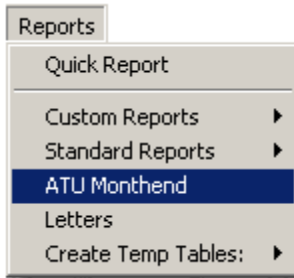 Reports
Quick Report
Custom Reports
Standard Reports
ATU Monthend
Letters
Create Temp Tables: